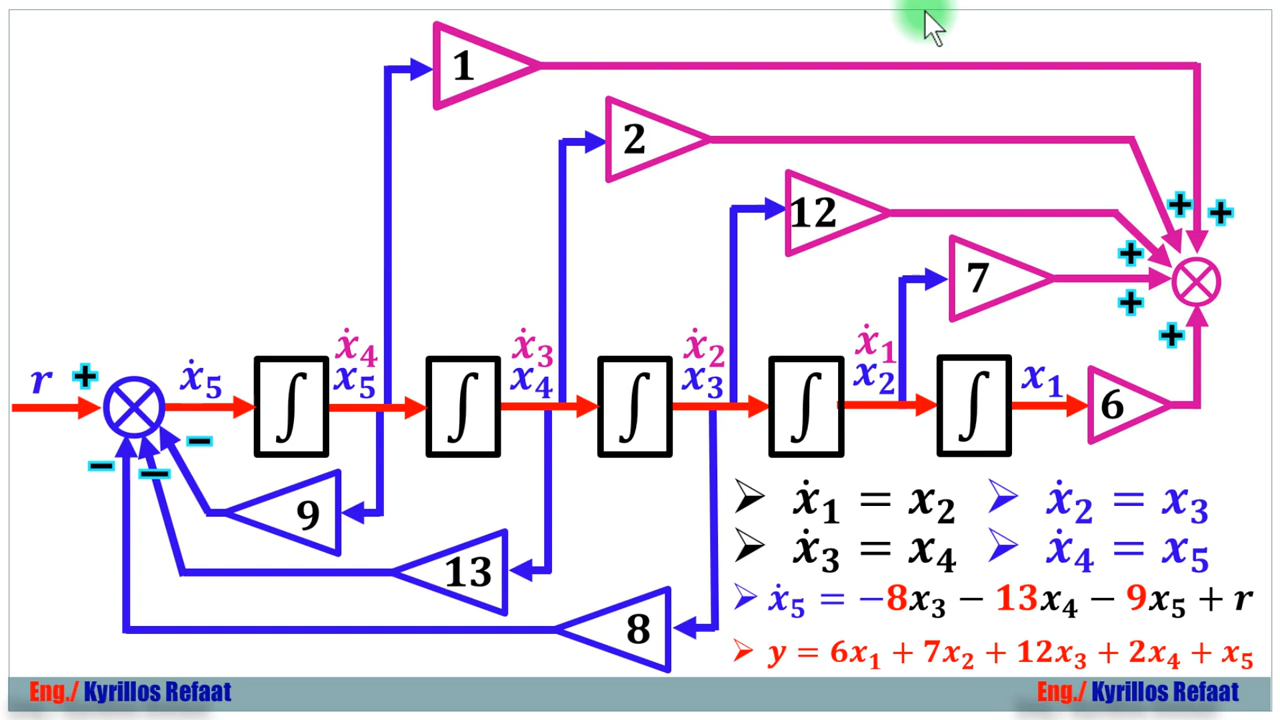 1
2
12
7
ẋ₄ ẋ₃ ẋ₂ ẋ₁
r + ẋ₅ ∫ x₅ ∫ x₄ ∫ x₃ ∫ x₂ ∫ x₁ 6
+ + + + +
− − −
9
13
8
➢ ẋ₁ = x₂ ➢ ẋ₂ = x₃
➢ ẋ₃ = x₄ ➢ ẋ₄ = x₅
➢ ẋ₅ = −8x₃ − 13x₄ − 9x₅ + r
➢ y = 6x₁ + 7x₂ + 12x₃ + 2x₄ + x₅
Eng./ Kyrillos Refaat
Eng./ Kyrillos Refaat